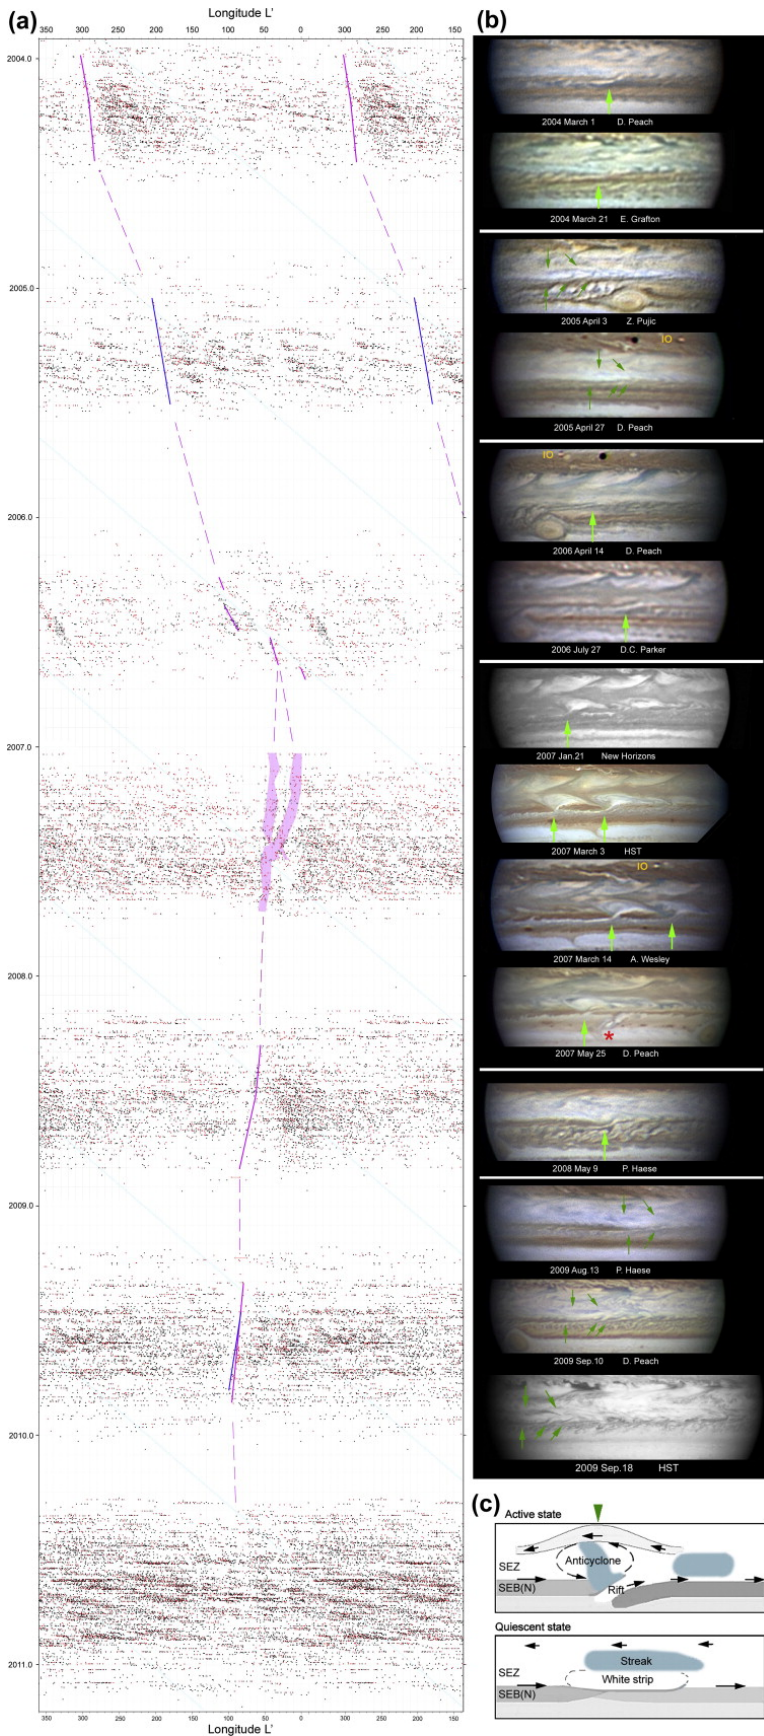 (a)
Longitude L'
350 300 250 200 150 100 50 0 350 300 250 200 150
2004.0
2005.0
2006.0
2007.0
2008.0
2009.0
2010.0
2011.0
350 300 250 200 150 100 50 0 350 300 250 200 150
Longitude L'
(b)
2004 March 1 D. Peach
2004 March 21 E. Grafton
2005 April 3 Z. Pujic
IO
2005 April 27 D. Peach
IO
2006 April 14 D. Peach
2006 July 27 D.C. Parker
2007 Jan.21 New Horizons
2007 March 3 HST
IO
2007 March 14 A. Wesley
*
2007 May 25 D. Peach
2008 May 9 P. Haese
2009 Aug.13 P. Haese
2009 Sep.10 D. Peach
2009 Sep.18 HST
(c)
Active state
SEZ
Anticyclone
SEB(N)
Rift
Quiescent state
SEZ
Streak
White strip
SEB(N)